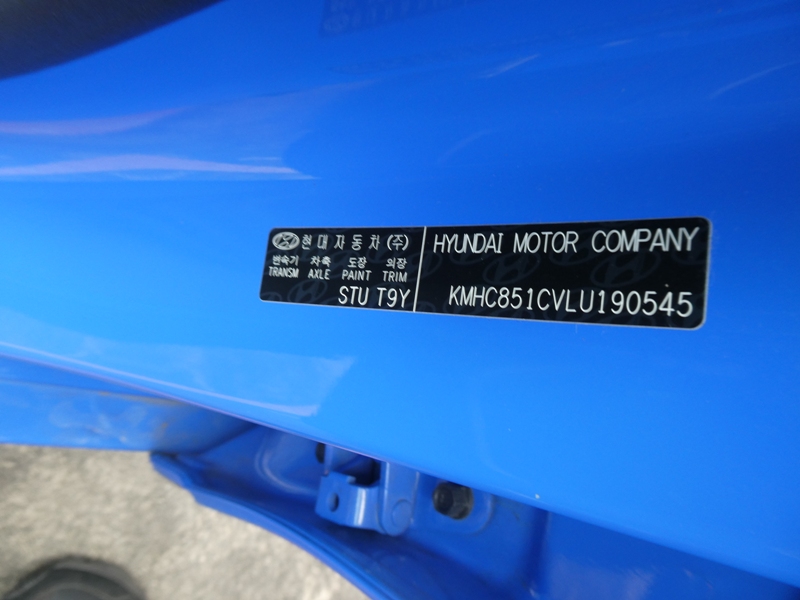 현대자동차(주)
변속기 차축 도장 의장
TRANSM AXLE PAINT TRIM
STU T9Y
HYUNDAI MOTOR COMPANY
KMHC851CVLU190545